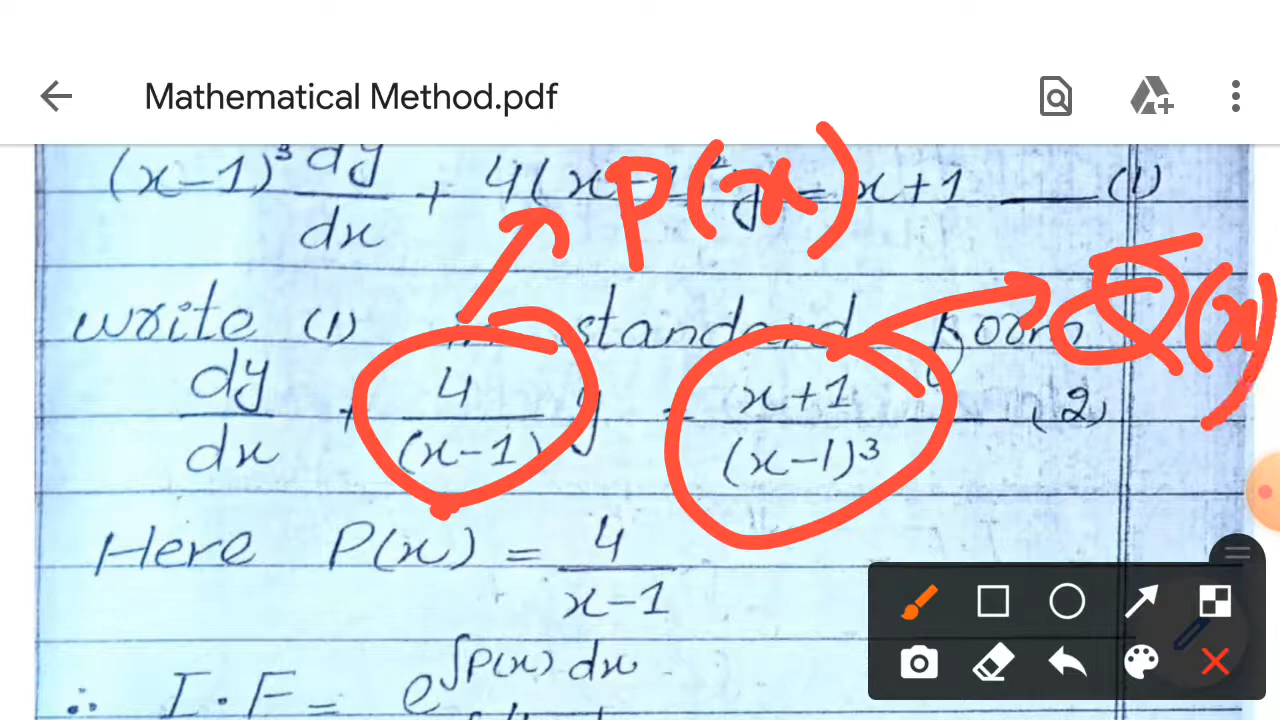 Mathematical Method.pdf
(x-1)³ dy/dx + 4(x-1)²y = x+1 ___ (1)
P(x)
write (1) in standard form
Q(x)
dy/dx + 4/(x-1) y = x+1/(x-1)³ ___ (2)
Here P(x) = 4/x-1
∴ I.F = e^∫P(x) dx